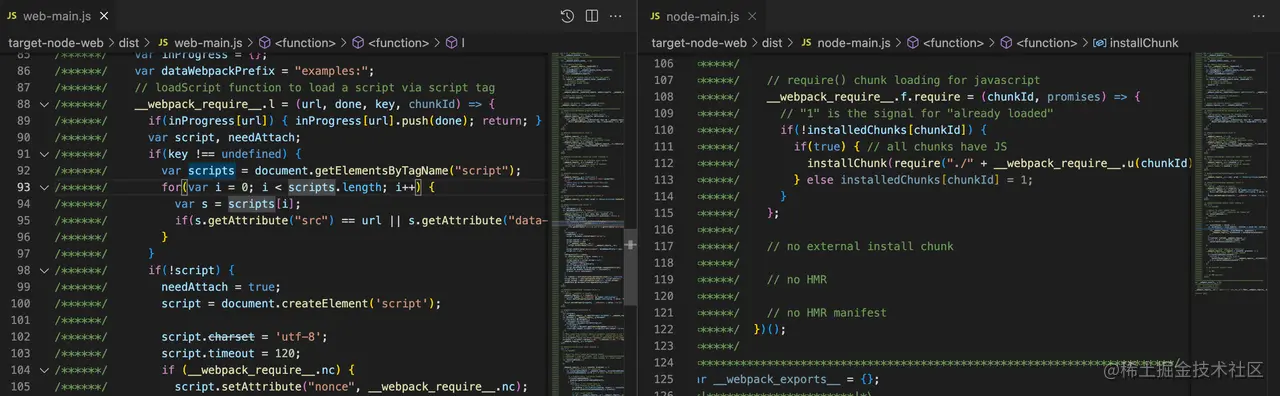 JS web-main.js
target-node-web > dist > JS web-main.js > <function> > <function> > l
85 /******/ var inProgress = {};
86 /******/ var dataWebpackPrefix = "examples:";
87 /******/ // loadScript function to load a script via script tag
88 /******/ __webpack_require__.l = (url, done, key, chunkId) => {
89 /******/ if(inProgress[url]) { inProgress[url].push(done); return; }
90 /******/ var script, needAttach;
91 /******/ if(key !== undefined) {
92 /******/ var scripts = document.getElementsByTagName("script");
93 /******/ for(var i = 0; i < scripts.length; i++) {
94 /******/ var s = scripts[i];
95 /******/ if(s.getAttribute("src") == url || s.getAttribute("data-
96 /******/ }
97 /******/ }
98 /******/ if(!script) {
99 /******/ needAttach = true;
100 /******/ script = document.createElement('script');
101 /******/
102 /******/ script.charset = 'utf-8';
103 /******/ script.timeout = 120;
104 /******/ if (__webpack_require__.nc) {
105 /******/ script.setAttribute("nonce", __webpack_require__.nc);
JS node-main.js
target-node-web > dist > JS node-main.js > <function> > <function> > installChunk
106 ******/
107 ******/ // require() chunk loading for javascript
108 ******/ __webpack_require__.f.require = (chunkId, promises) => {
109 ******/ // "1" is the signal for "already loaded"
110 ******/ if(!installedChunks[chunkId]) {
111 ******/ if(true) { // all chunks have JS
112 ******/ installChunk(require("./" + __webpack_require__.u(chunkId)
113 ******/ } else installedChunks[chunkId] = 1;
114 ******/ }
115 ******/ };
116 ******/
117 ******/ // no external install chunk
118 ******/
119 ******/ // no HMR
120 ******/
121 ******/ // no HMR manifest
122 ******/ })();
123 ******/
124 ************************************************************************/
125 ar __webpack_exports__ = {};
@稀土掘金技术社区